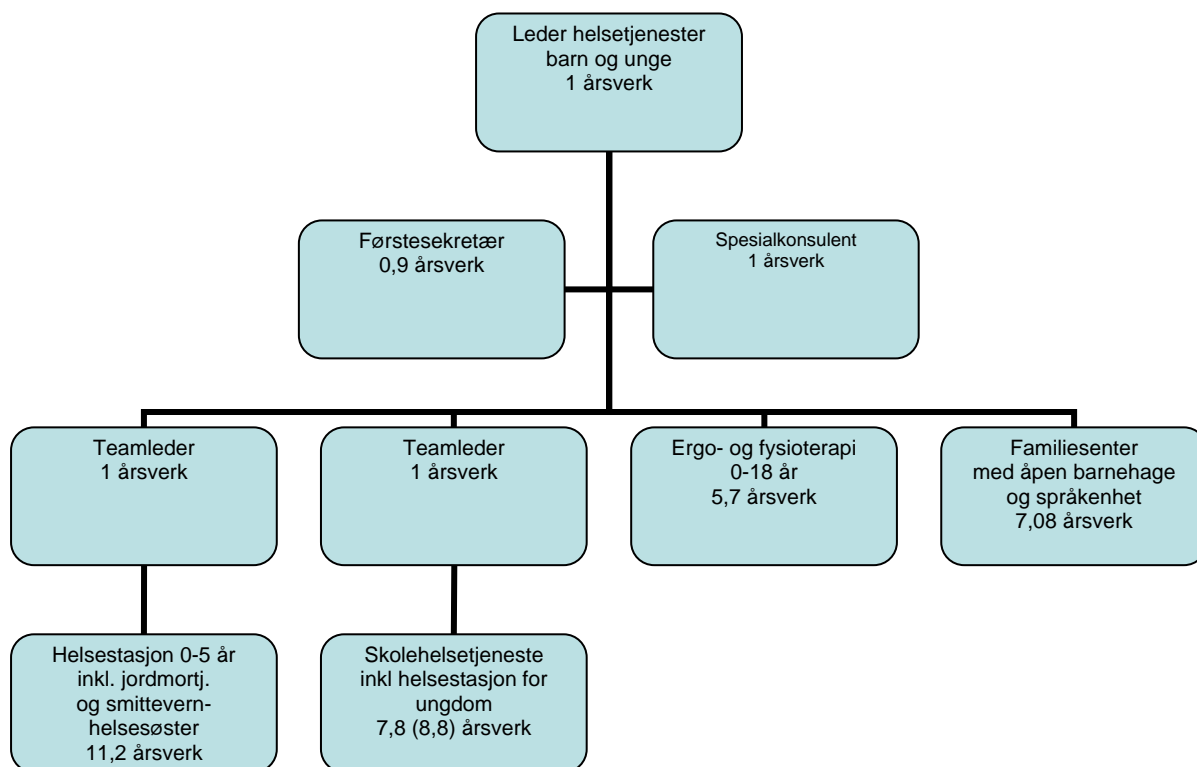 Leder helsetjenester
barn og unge
1 årsverk
Førstesekretær
0,9 årsverk
Spesialkonsulent
1 årsverk
Teamleder
1 årsverk
Teamleder
1 årsverk
Ergo- og fysioterapi
0-18 år
5,7 årsverk
Familiesenter
med åpen barnehage
og språkenhet
7,08 årsverk
Helsestasjon 0-5 år
inkl. jordmortj.
og smittevern-
helsesøster
11,2 årsverk
Skolehelsetjeneste
inkl helsestasjon for
ungdom
7,8 (8,8) årsverk